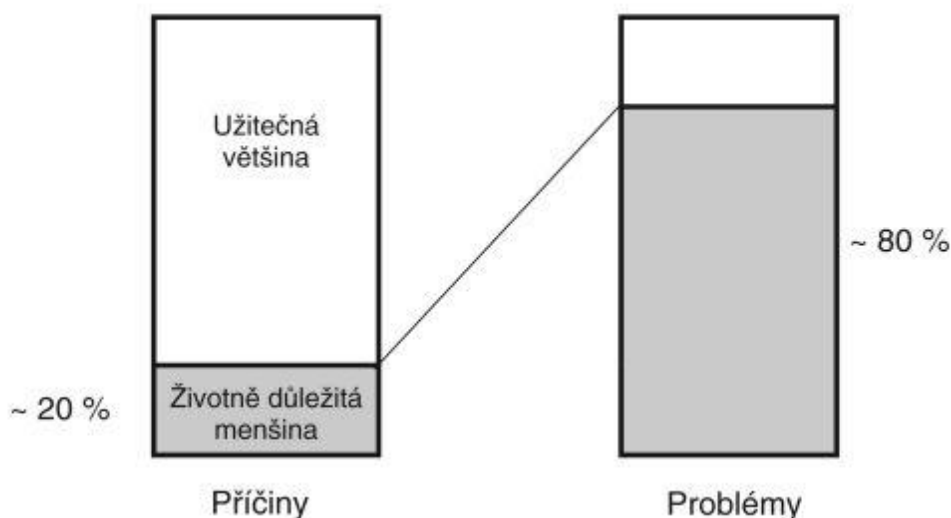 Užitečná
většina
~ 80 %
Životně důležitá
menšina
~ 20 %
Příčiny
Problémy